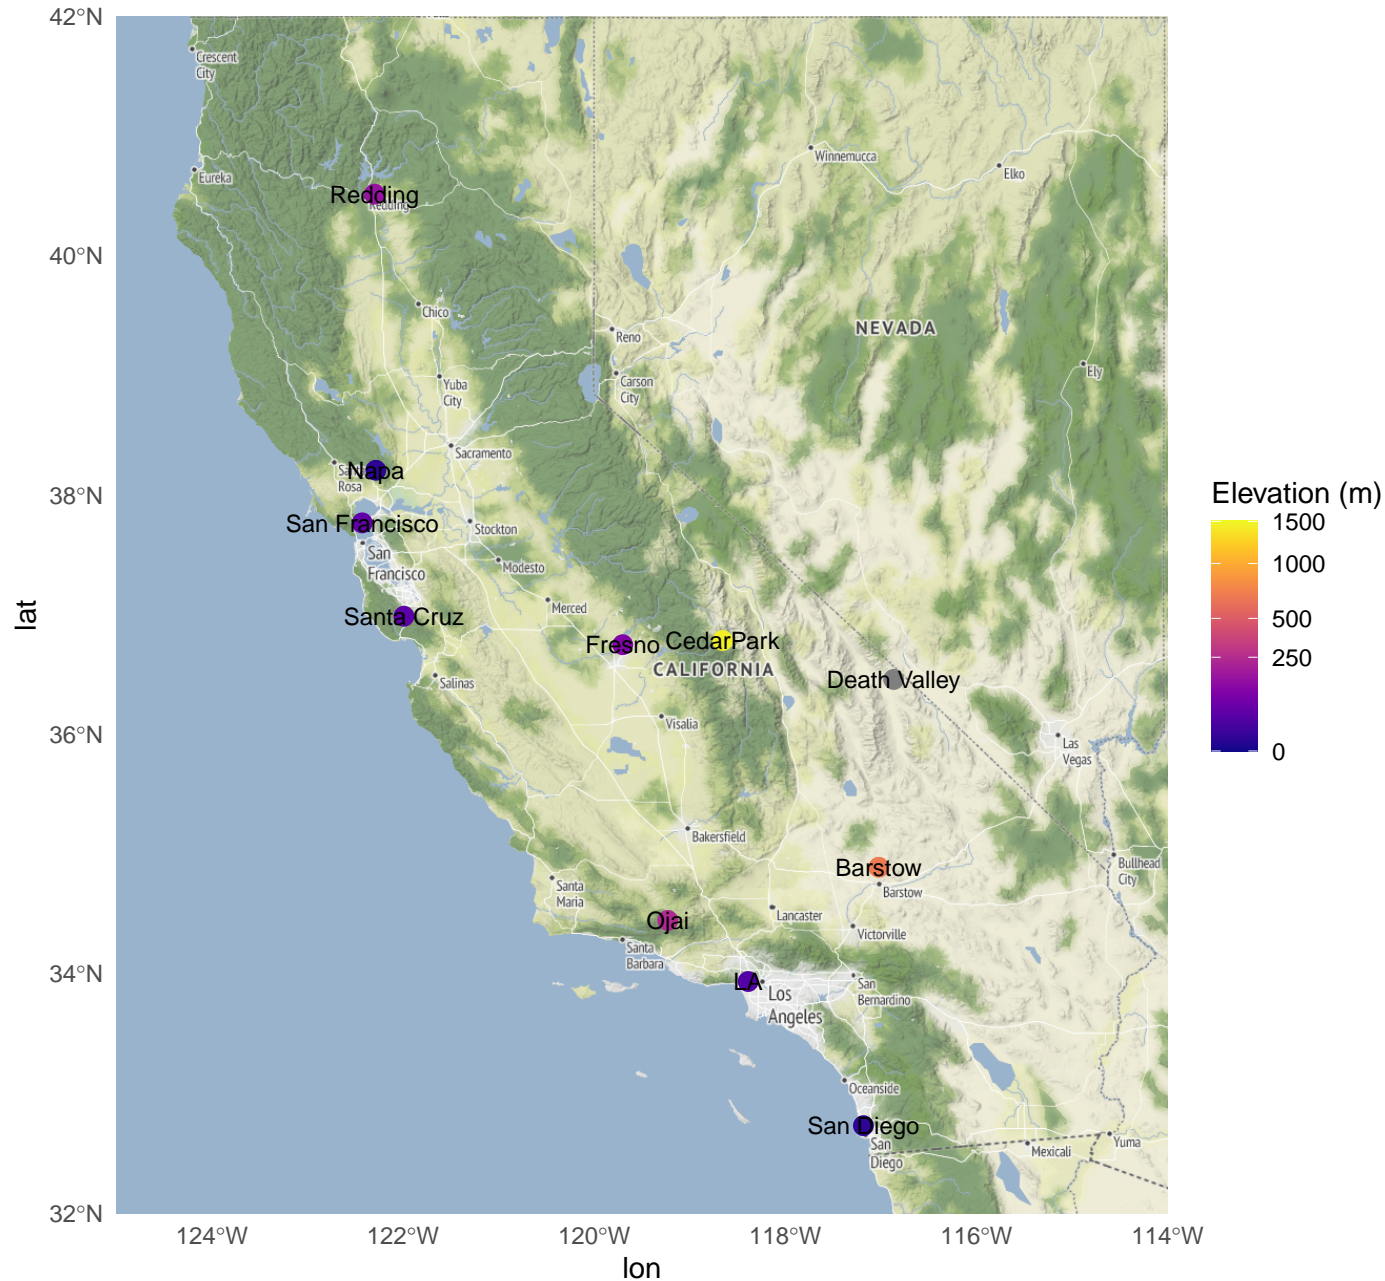 42°N
Crescent
City
Winnemucca
Elko
Eureka
Redding
Redding
40°N
Chico
NEVADA
Reno
Carson
City
Ely
Yuba
City
Sacramento
Napa
Rosa
38°N
San Francisco
Stockton
San
Francisco
Modesto
Merced
Santa Cruz
Fresno
CedarPark
CALIFORNIA
Death Valley
Salinas
Visalia
36°N
Las
Vegas
Bakersfield
Barstow
Barstow
Bullhead
City
Santa
Maria
Lancaster
Ojai
Victorville
Santa
Barbara
34°N
LA
Los
Angeles
San
Bernardino
Oceanside
San Diego
San
Diego
Mexicali
Yuma
32°N
124°W
122°W
120°W
118°W
116°W
114°W
lon
lat
Elevation (m)
1500
1000
500
250
0